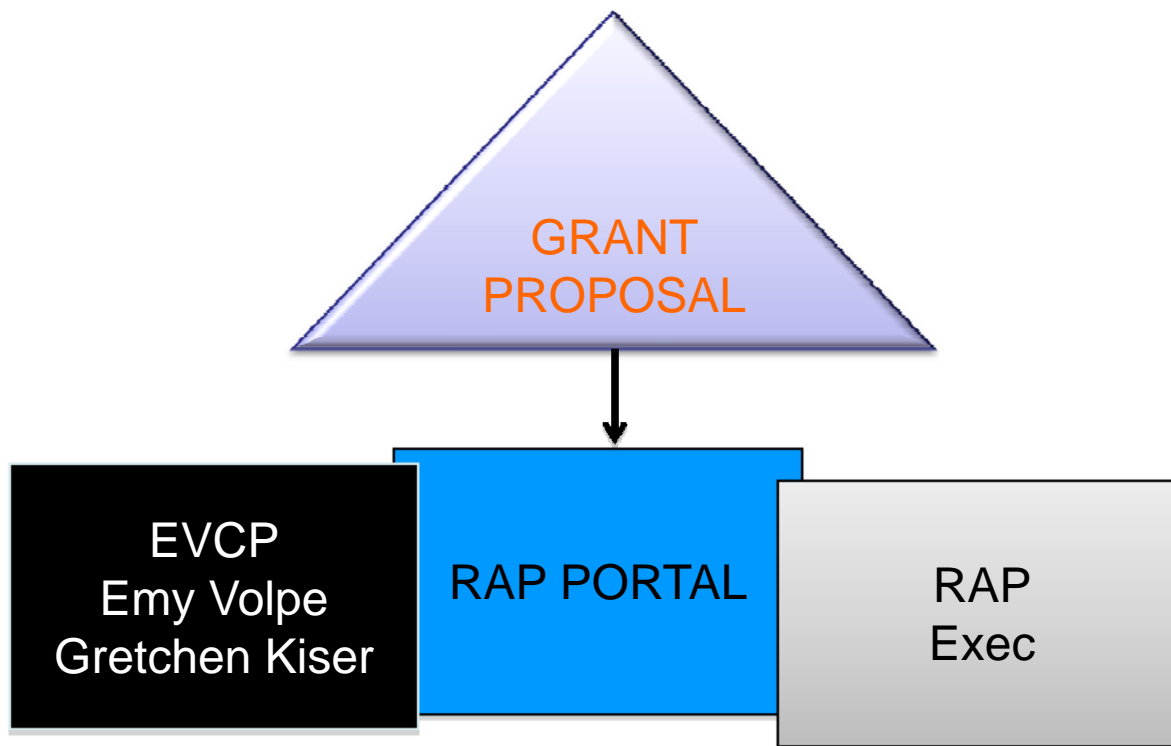 GRANT
PROPOSAL
EVCP
Emy Volpe
Gretchen Kiser
RAP PORTAL
RAP
Exec